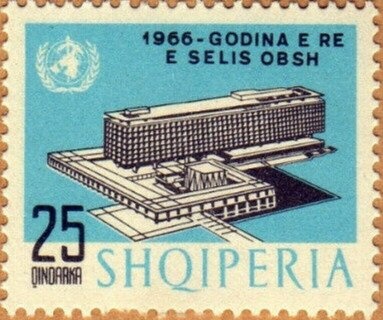 1966-GODINA E RE
E SELIS OBSH
25
QINDARKA
SHQIPERIA